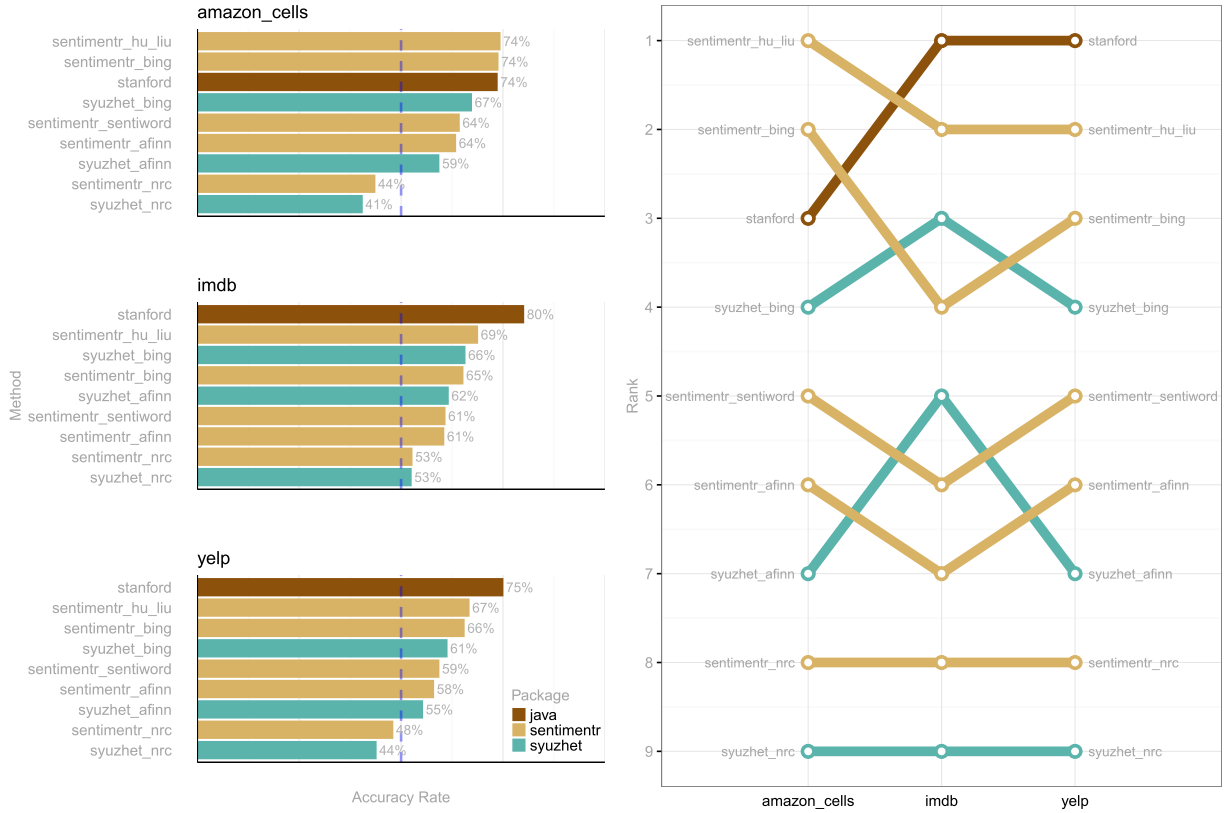 amazon_cells
sentimentr_hu_liu 74%
sentimentr_bing 74%
stanford 74%
syuzhet_bing 67%
sentimentr_sentiword 64%
sentimentr_afinn 64%
syuzhet_afinn 59%
sentimentr_nrc 44%
syuzhet_nrc 41%
imdb
stanford 80%
sentimentr_hu_liu 69%
syuzhet_bing 66%
sentimentr_bing 65%
syuzhet_afinn 62%
sentimentr_sentiword 61%
sentimentr_afinn 61%
sentimentr_nrc 53%
syuzhet_nrc 53%
Method
yelp
stanford 75%
sentimentr_hu_liu 67%
sentimentr_bing 66%
syuzhet_bing 61%
sentimentr_sentiword 59%
sentimentr_afinn 58%
syuzhet_afinn 55%
sentimentr_nrc 48%
syuzhet_nrc 44%
Package
java
sentimentr
syuzhet
Accuracy Rate
Rank
1 sentimentr_hu_liu stanford
2 sentimentr_bing sentimentr_hu_liu
3 stanford sentimentr_bing
4 syuzhet_bing syuzhet_bing
5 sentimentr_sentiword sentimentr_sentiword
6 sentimentr_afinn sentimentr_afinn
7 syuzhet_afinn syuzhet_afinn
8 sentimentr_nrc sentimentr_nrc
9 syuzhet_nrc syuzhet_nrc
amazon_cells imdb yelp